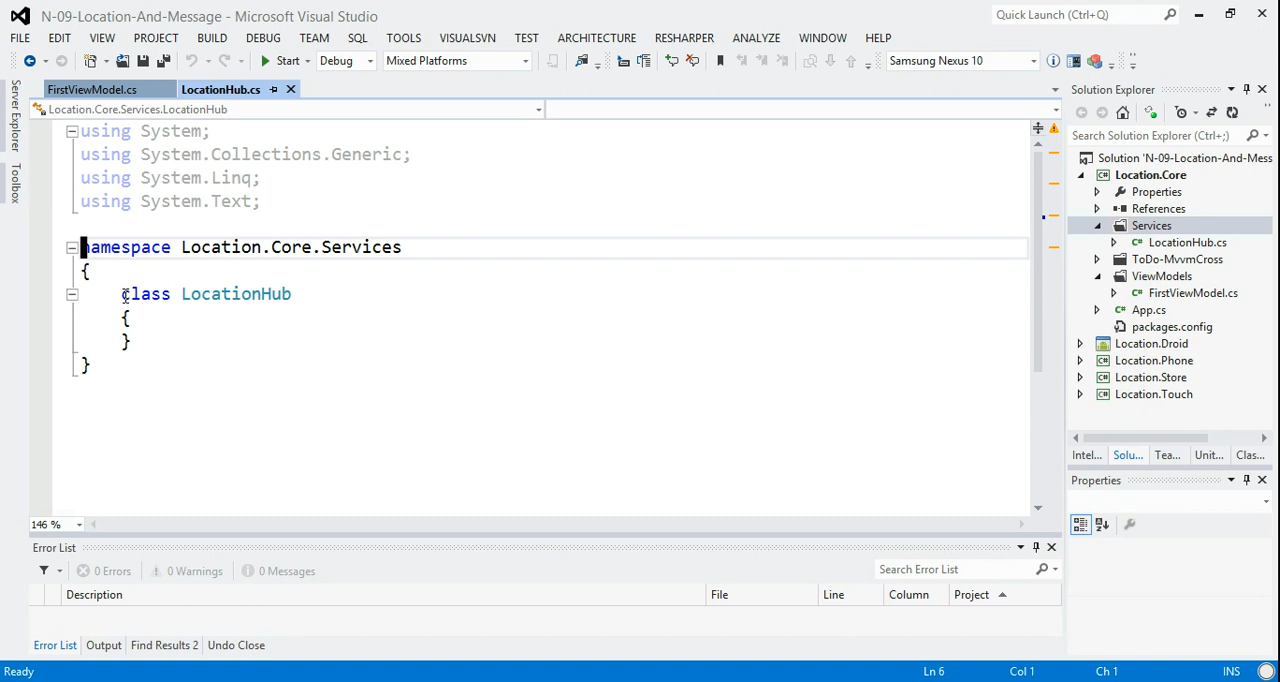 N-09-Location-And-Message - Microsoft Visual Studio
Quick Launch (Ctrl+Q)
FILE EDIT VIEW PROJECT BUILD DEBUG TEAM SQL TOOLS VISUALSVN TEST ARCHITECTURE RESHARPER ANALYZE WINDOW HELP
Start Debug Mixed Platforms Samsung Nexus 10
Server Explorer
Toolbox
FirstViewModel.cs LocationHub.cs
Location.Core.Services.LocationHub
using System;
using System.Collections.Generic;
using System.Linq;
using System.Text;
namespace Location.Core.Services
{
class LocationHub
{
}
}
146 %
Solution Explorer
Search Solution Explorer (Ctrl+;)
Solution 'N-09-Location-And-Mess
Location.Core
Properties
References
Services
LocationHub.cs
ToDo-MvvmCross
ViewModels
FirstViewModel.cs
App.cs
packages.config
Location.Droid
Location.Phone
Location.Store
Location.Touch
Intel... Solu... Tea... Unit... Clas...
Properties
Error List
0 Errors 0 Warnings 0 Messages
Search Error List
Description File Line Column Project
Error List Output Find Results 2 Undo Close
Ready Ln 6 Col 1 Ch 1 INS